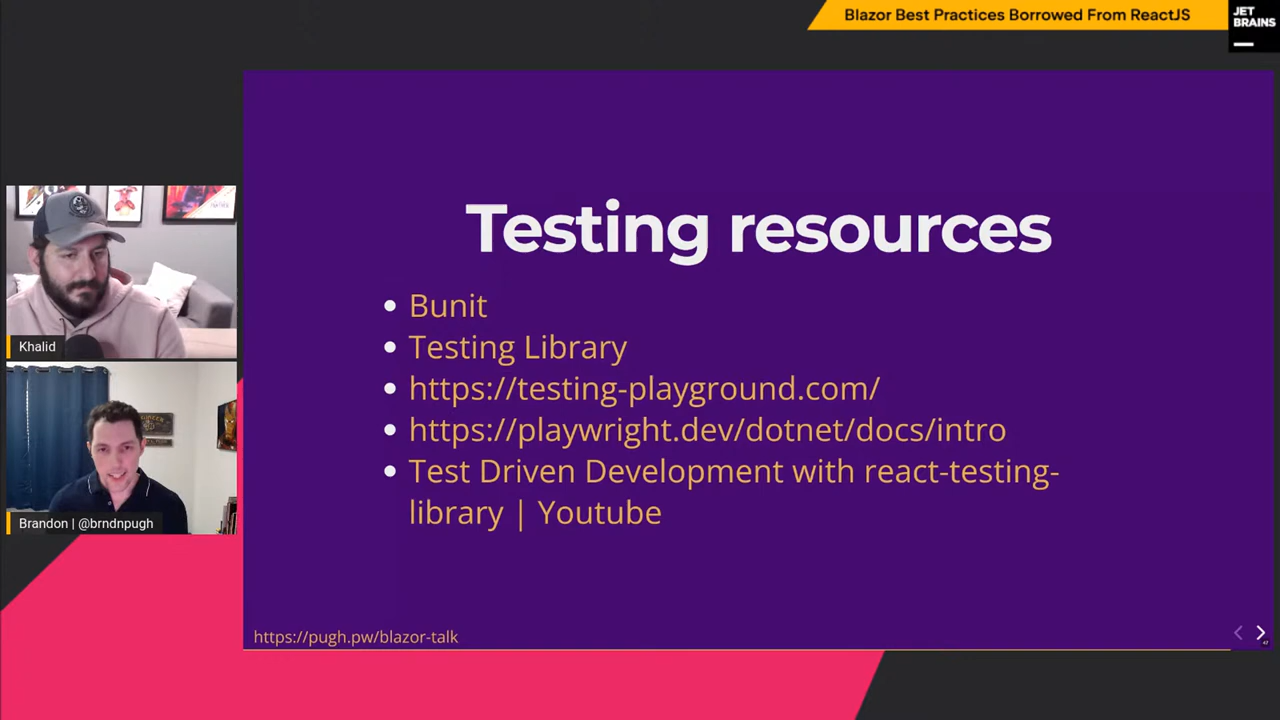 Blazor Best Practices Borrowed From ReactJS
JET
BRAINS
Testing resources
Bunit
Testing Library
https://testing-playground.com/
https://playwright.dev/dotnet/docs/intro
Test Driven Development with react-testing-
library | Youtube
Khalid
Brandon | @brndnpugh
https://pugh.pw/blazor-talk